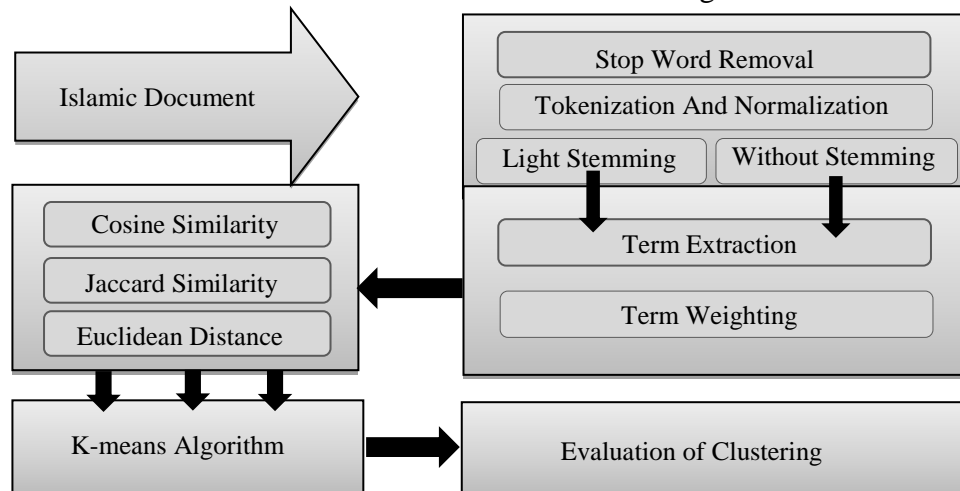 Islamic Document
Stop Word Removal
Tokenization And Normalization
Light Stemming
Without Stemming
Term Extraction
Term Weighting
Cosine Similarity
Jaccard Similarity
Euclidean Distance
K-means Algorithm
Evaluation of Clustering